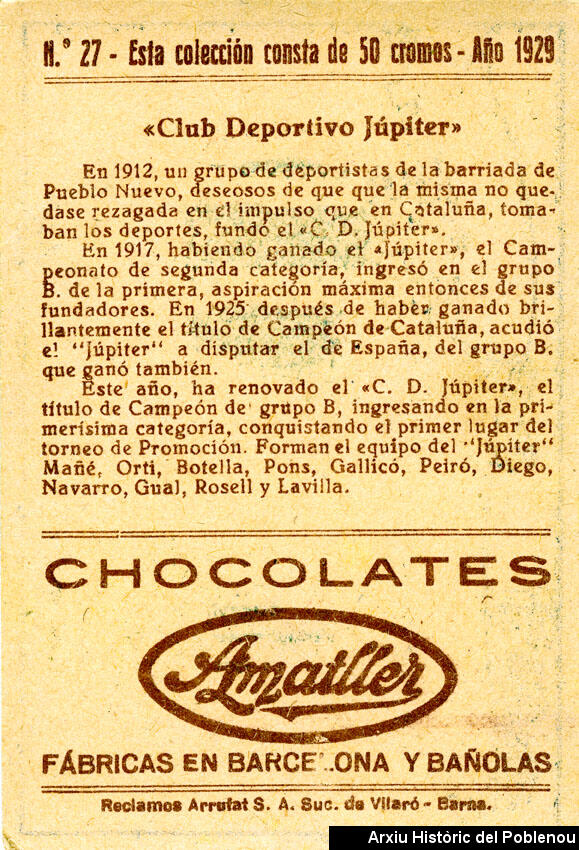 N.º 27 - Esta colección consta de 50 cromos - Año 1929
«Club Deportivo Júpiter»
En 1912, un grupo de deportistas de la barriada de
Pueblo Nuevo, deseosos de que que la misma no que-
dase rezagada en el impulso que en Cataluña, toma-
ban los deportes, fundó el «C. D. Júpiter».
En 1917, habiendo ganado el «Júpiter», el Cam-
peonato de segunda categoría, ingresó en el grupo
B. de la primera, aspiración máxima entonces de sus
fundadores. En 1925 después de haber ganado bri-
llantemente el título de Campeón de Cataluña, acudió
el "Júpiter" a disputar el de España, del grupo B.
que ganó también.
Este año, ha renovado el «C. D. Júpiter», el
título de Campeón de grupo B, ingresando en la pri-
merísima categoría, conquistando el primer lugar del
torneo de Promoción. Forman el equipo del "Júpiter"
Mañé, Orti, Botella, Pons, Gallicó, Peiró, Diego,
Navarro, Gual, Rosell y Lavilla.
CHOCOLATES
Amatller
FÁBRICAS EN BARCELONA Y BAÑOLAS
Reclamos Arrufat S. A. Suc. de Vilaró - Barna.
Arxiu Històric del Poblenou